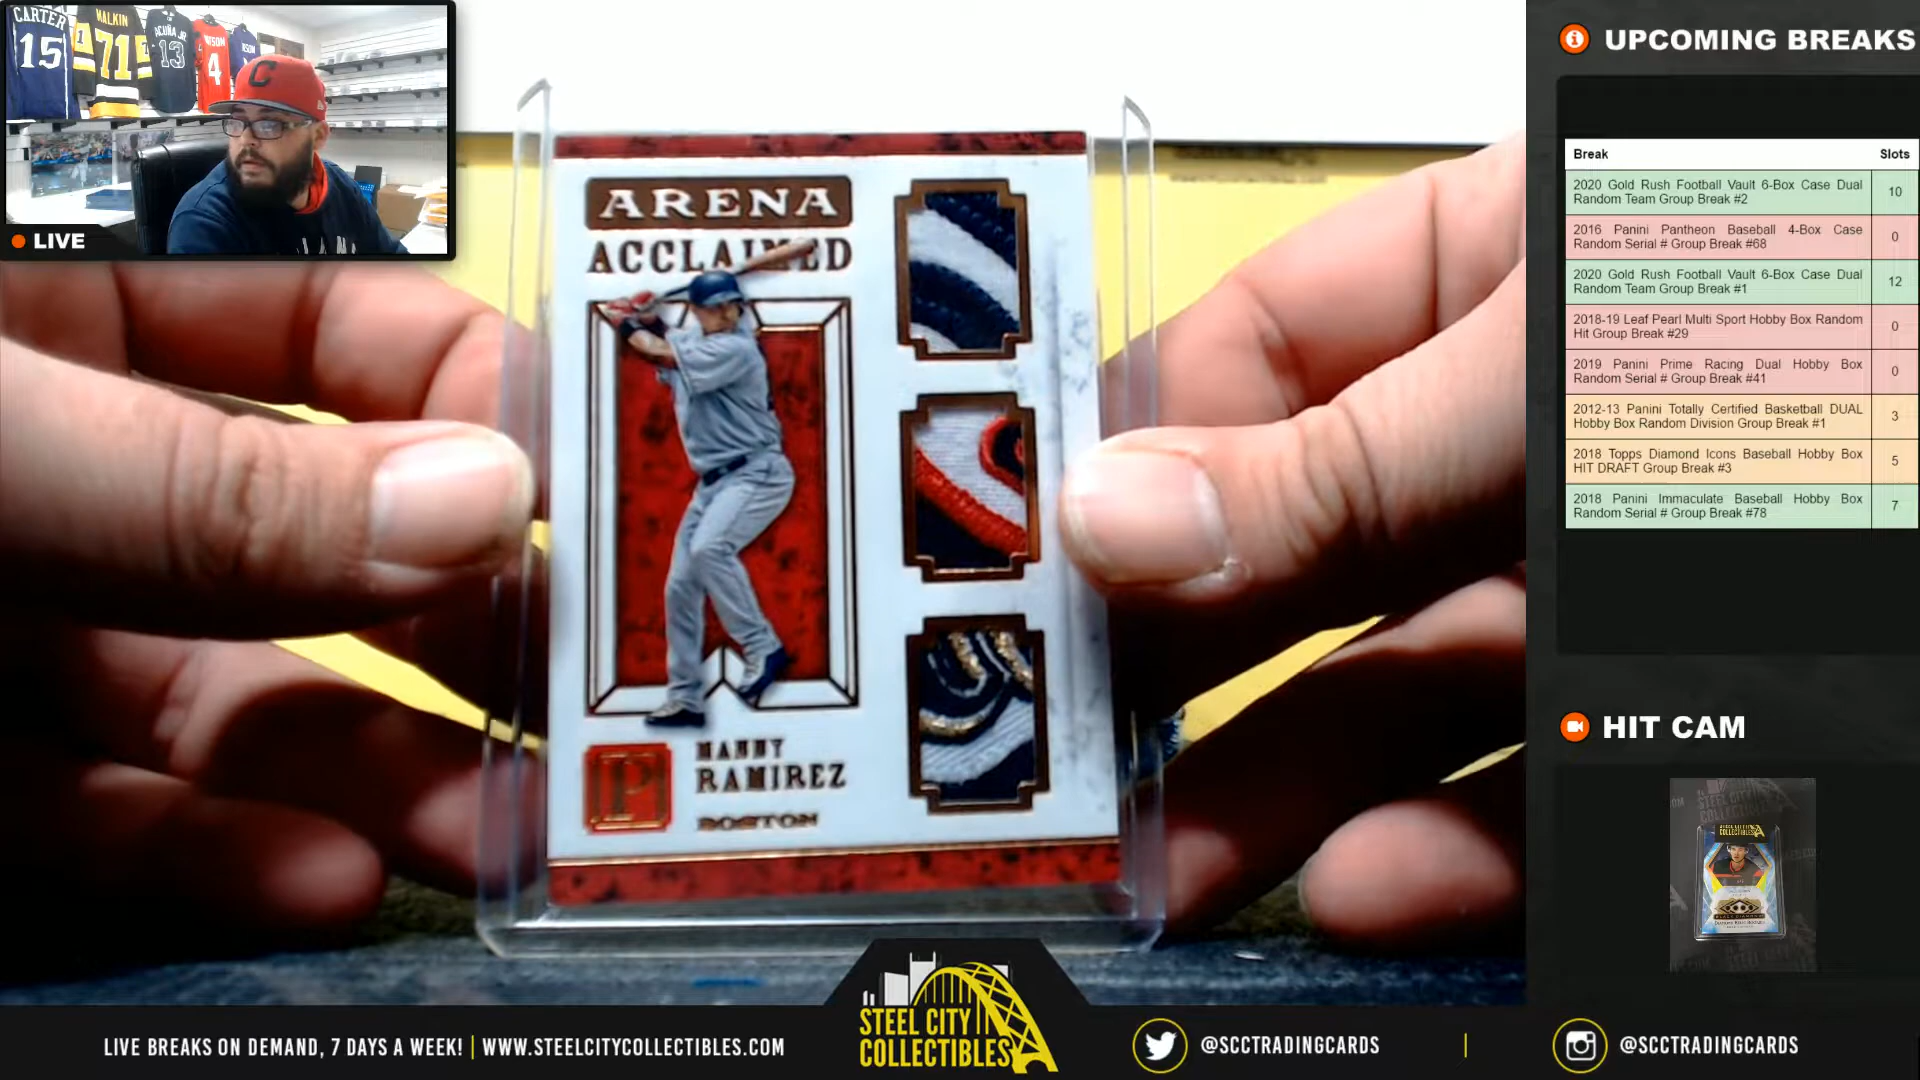 CARTER
15
MALKIN
71
ACUÑA JR
13
4
C
LIVE
ARENA
ACCLAIMED
MANNY
RAMIREZ
BOSTON
P
UPCOMING BREAKS
Break Slots
2020 Gold Rush Football Vault 6-Box Case Dual
Random Team Group Break #2 10
2016 Panini Pantheon Baseball 4-Box Case
Random Serial # Group Break #68 0
2020 Gold Rush Football Vault 6-Box Case Dual
Random Team Group Break #1 12
2018-19 Leaf Pearl Multi Sport Hobby Box Random
Hit Group Break #29 0
2019 Panini Prime Racing Dual Hobby Box
Random Serial # Group Break #41 0
2012-13 Panini Totally Certified Basketball DUAL
Hobby Box Random Division Group Break #1 3
2018 Topps Diamond Icons Baseball Hobby Box
HIT DRAFT Group Break #3 5
2018 Panini Immaculate Baseball Hobby Box
Random Serial # Group Break #78 7
HIT CAM
STEEL CITY
COLLECTIBLES
LIVE BREAKS ON DEMAND, 7 DAYS A WEEK! | WWW.STEELCITYCOLLECTIBLES.COM
STEEL CITY
COLLECTIBLES
@SCCTRADINGCARDS
|
@SCCTRADINGCARDS